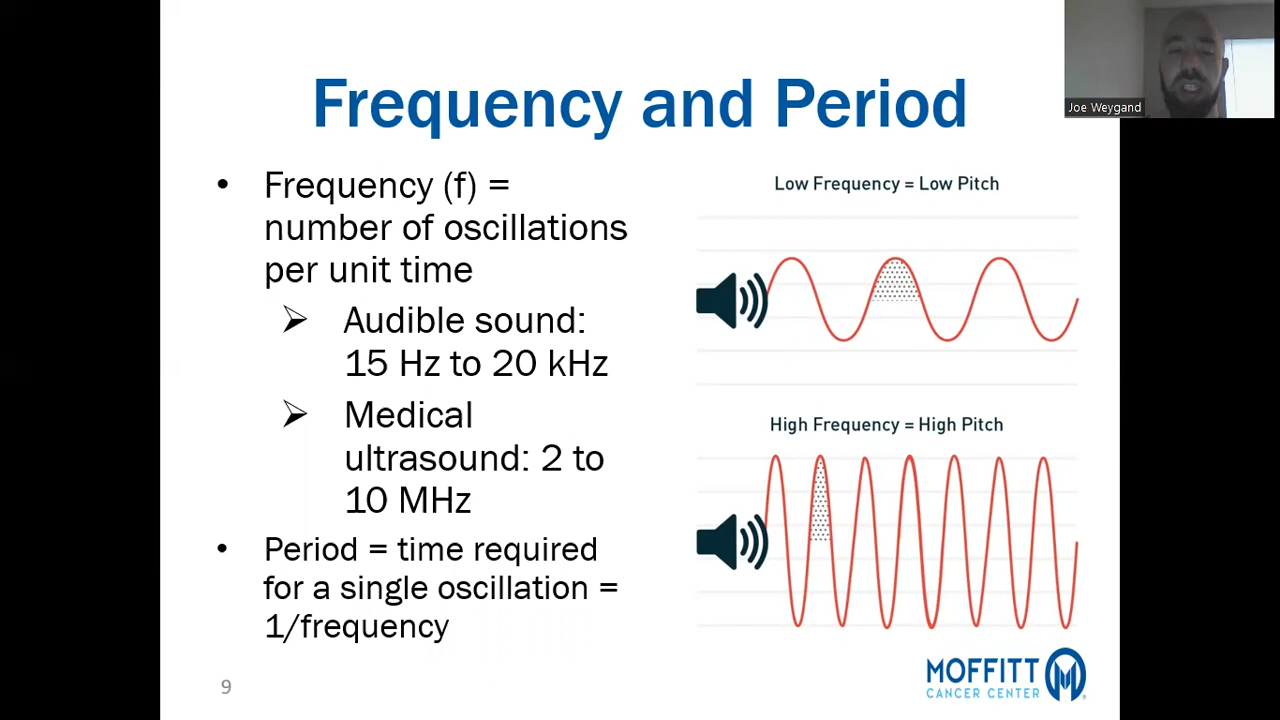 Frequency and Period
Joe Weygand
• Frequency (f) =
number of oscillations
per unit time
➢ Audible sound:
15 Hz to 20 kHz
➢ Medical
ultrasound: 2 to
10 MHz
• Period = time required
for a single oscillation =
1/frequency
Low Frequency = Low Pitch
High Frequency = High Pitch
9
MOFFITT
CANCER CENTER